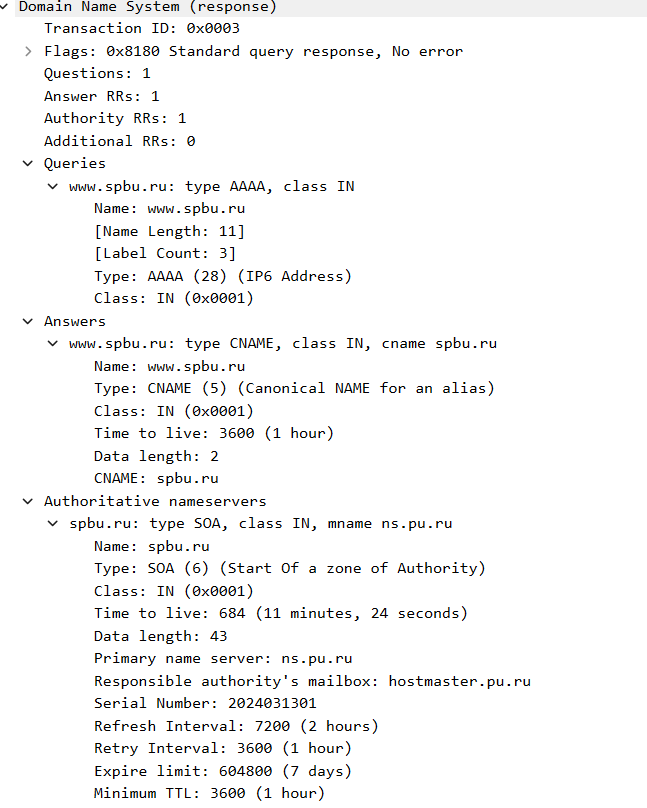 Domain Name System (response)
Transaction ID: 0x0003
Flags: 0x8180 Standard query response, No error
Questions: 1
Answer RRs: 1
Authority RRs: 1
Additional RRs: 0
Queries
www.spbu.ru: type AAAA, class IN
Name: www.spbu.ru
[Name Length: 11]
[Label Count: 3]
Type: AAAA (28) (IP6 Address)
Class: IN (0x0001)
Answers
www.spbu.ru: type CNAME, class IN, cname spbu.ru
Name: www.spbu.ru
Type: CNAME (5) (Canonical NAME for an alias)
Class: IN (0x0001)
Time to live: 3600 (1 hour)
Data length: 2
CNAME: spbu.ru
Authoritative nameservers
spbu.ru: type SOA, class IN, mname ns.pu.ru
Name: spbu.ru
Type: SOA (6) (Start Of a zone of Authority)
Class: IN (0x0001)
Time to live: 684 (11 minutes, 24 seconds)
Data length: 43
Primary name server: ns.pu.ru
Responsible authority's mailbox: hostmaster.pu.ru
Serial Number: 2024031301
Refresh Interval: 7200 (2 hours)
Retry Interval: 3600 (1 hour)
Expire limit: 604800 (7 days)
Minimum TTL: 3600 (1 hour)